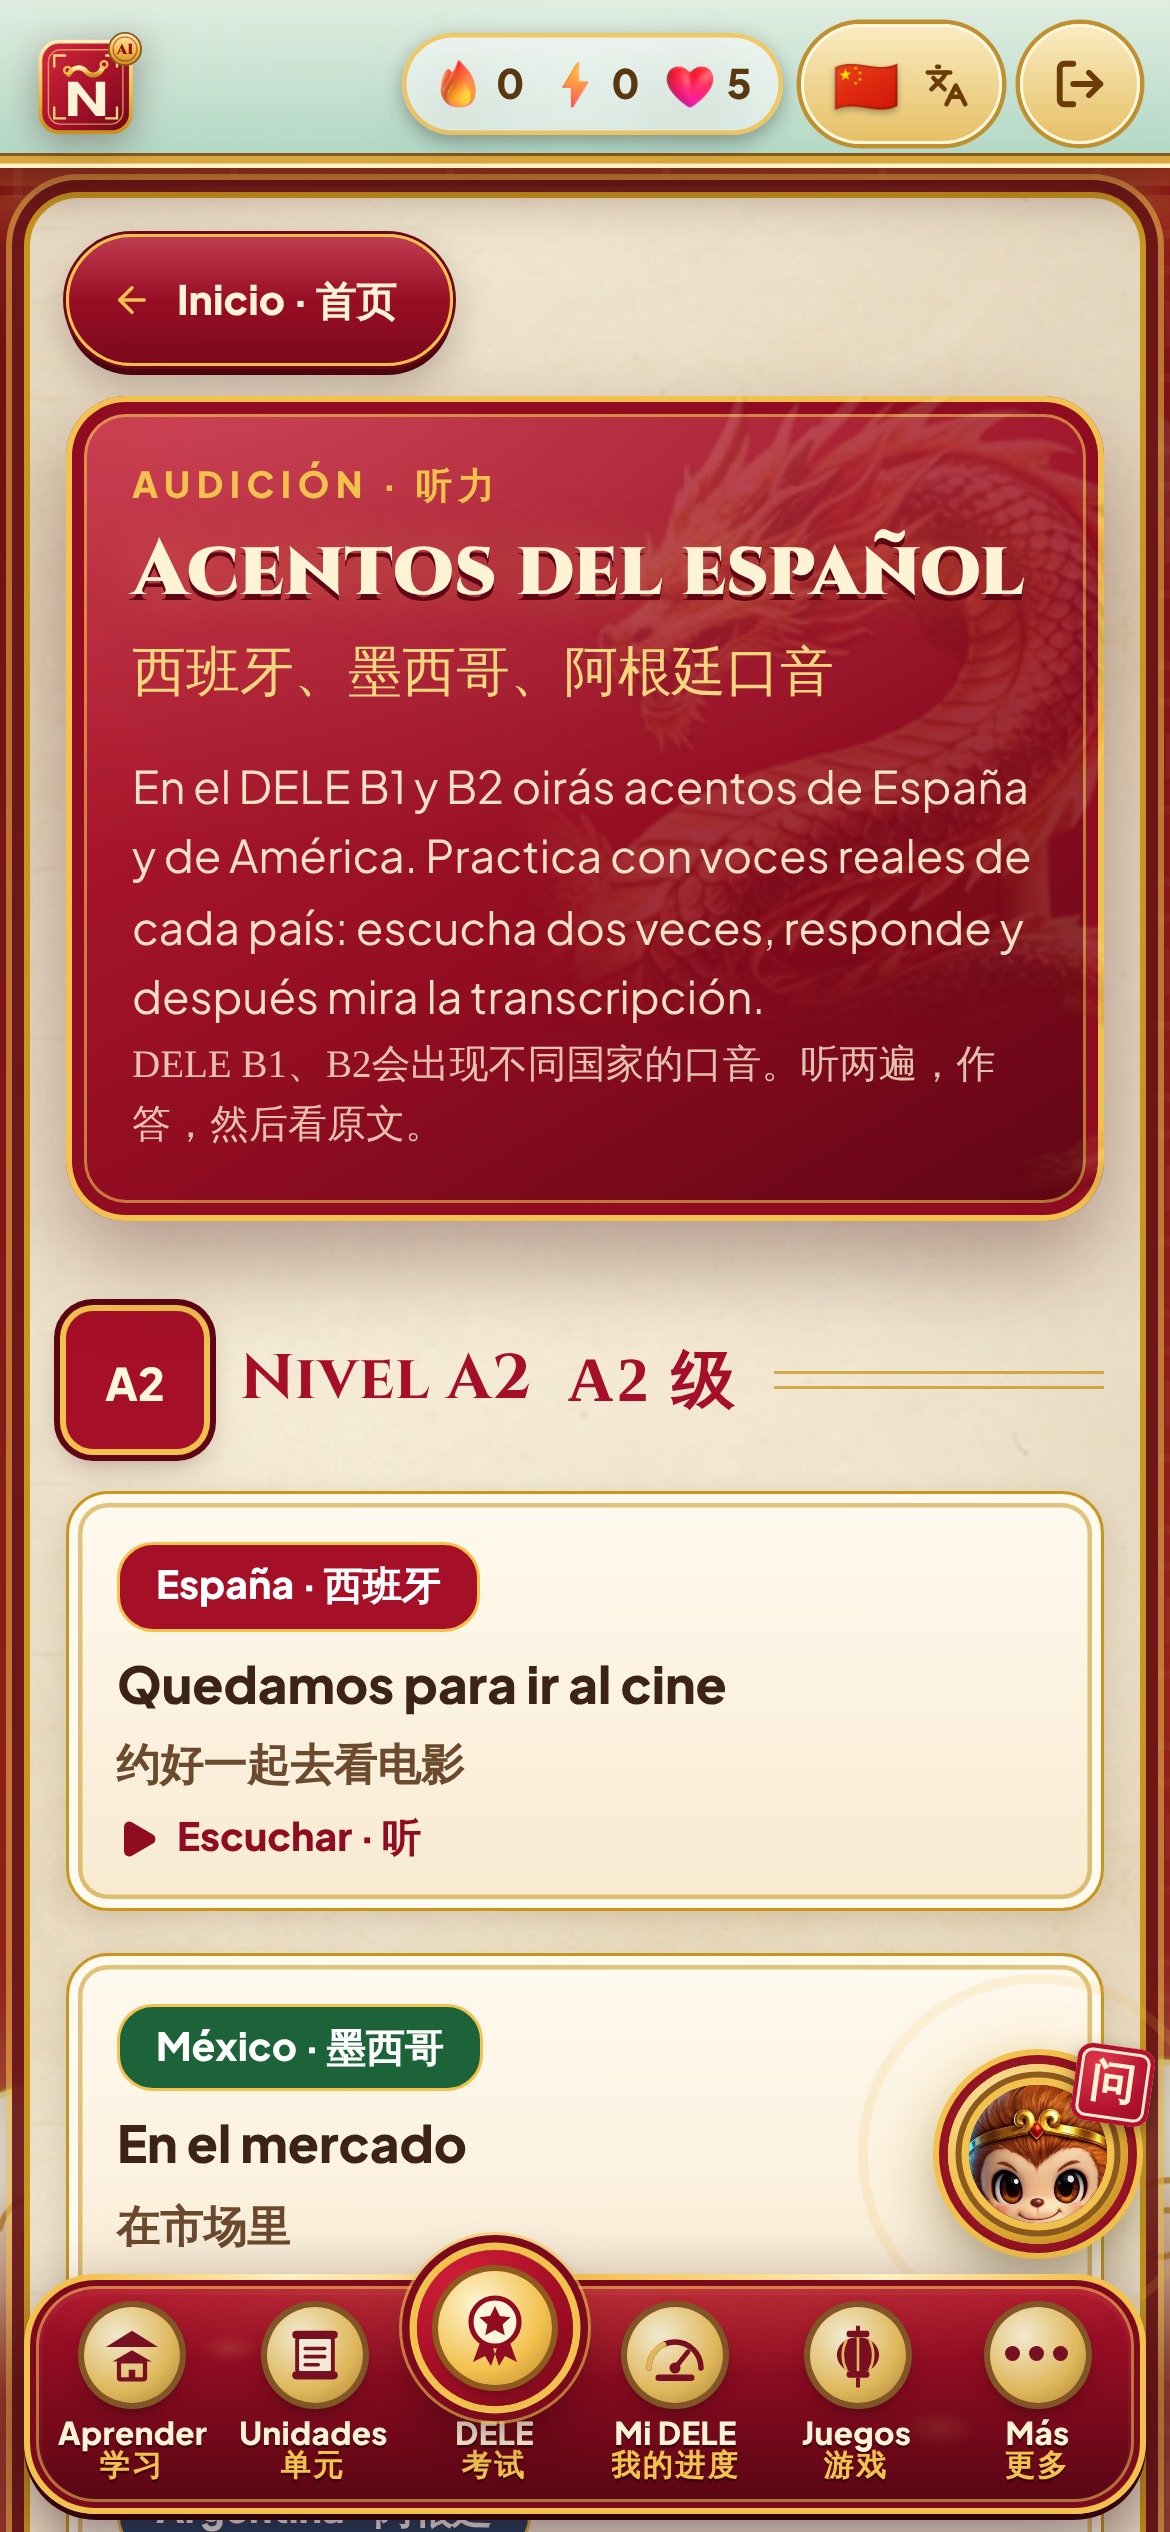 Ñ
AI
0
0
5
Inicio · 首页
AUDICIÓN · 听力
ACENTOS DEL ESPAÑOL
西班牙、墨西哥、阿根廷口音
En el DELE B1 y B2 oirás acentos de España
y de América. Practica con voces reales de
cada país: escucha dos veces, responde y
después mira la transcripción.
DELE B1、B2会出现不同国家的口音。听两遍，作
答，然后看原文。
A2
NIVEL A2 A2 级
España · 西班牙
Quedamos para ir al cine
约好一起去看电影
Escuchar · 听
México · 墨西哥
En el mercado
在市场里
问
Aprender
学习
Unidades
单元
DELE
考试
Mi DELE
我的进度
Juegos
游戏
Más
更多